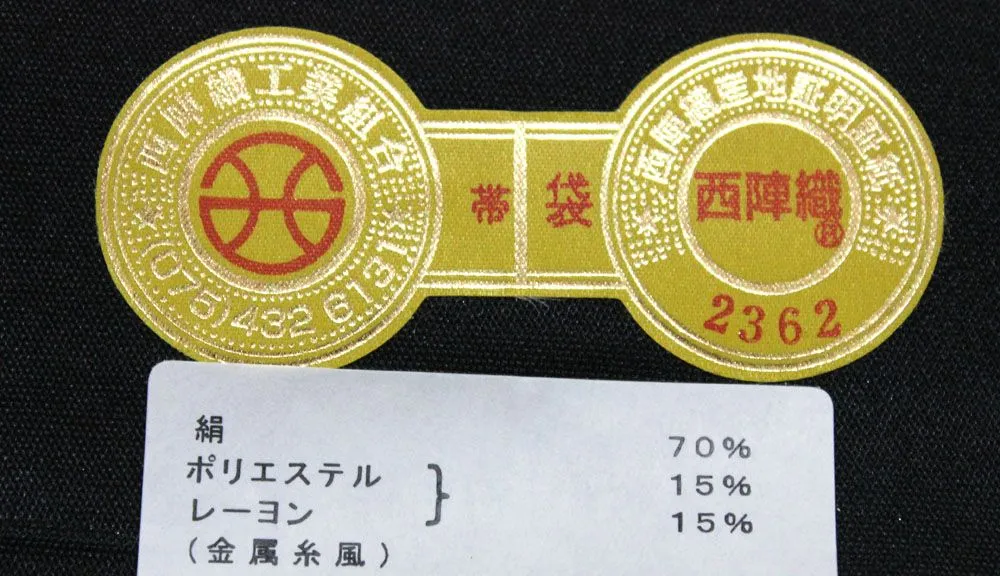 西陣織工業組合
(075)432 6131
帯 袋
西陣織産地証明証紙
西陣織®
2362
絹 70%
ポリエステル } 15%
レーヨン 15%
(金属糸風)